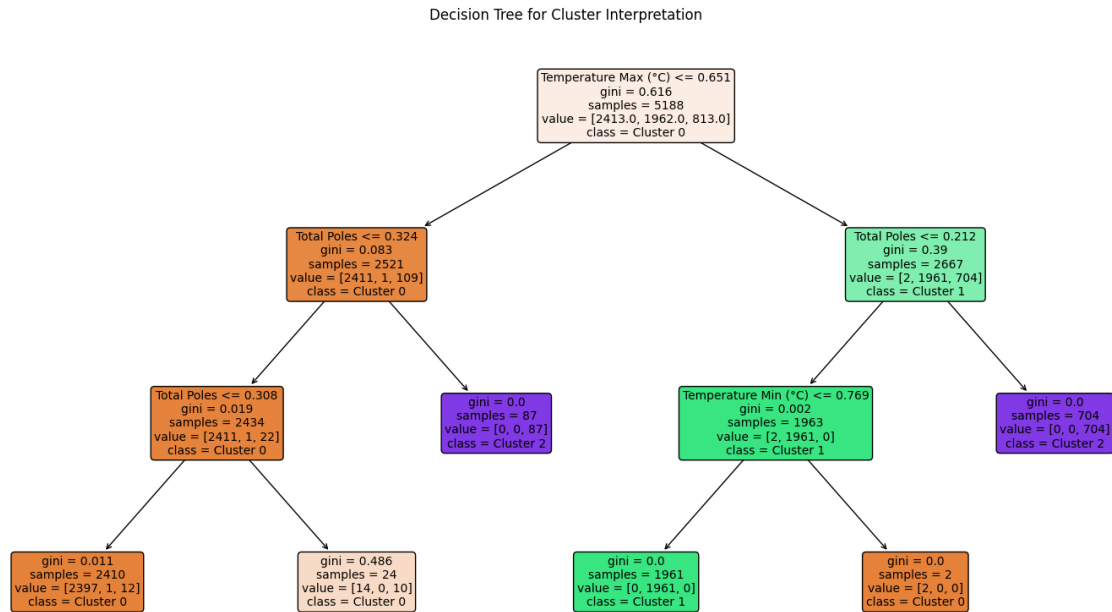 Decision Tree for Cluster Interpretation
Temperature Max (°C) <= 0.651
gini = 0.616
samples = 5188
value = [2413.0, 1962.0, 813.0]
class = Cluster 0
Total Poles <= 0.324
gini = 0.083
samples = 2521
value = [2411, 1, 109]
class = Cluster 0
Total Poles <= 0.212
gini = 0.39
samples = 2667
value = [2, 1961, 704]
class = Cluster 1
Total Poles <= 0.308
gini = 0.019
samples = 2434
value = [2411, 1, 22]
class = Cluster 0
gini = 0.0
samples = 87
value = [0, 0, 87]
class = Cluster 2
Temperature Min (°C) <= 0.769
gini = 0.002
samples = 1963
value = [2, 1961, 0]
class = Cluster 1
gini = 0.0
samples = 704
value = [0, 0, 704]
class = Cluster 2
gini = 0.011
samples = 2410
value = [2397, 1, 12]
class = Cluster 0
gini = 0.486
samples = 24
value = [14, 0, 10]
class = Cluster 0
gini = 0.0
samples = 1961
value = [0, 1961, 0]
class = Cluster 1
gini = 0.0
samples = 2
value = [2, 0, 0]
class = Cluster 0